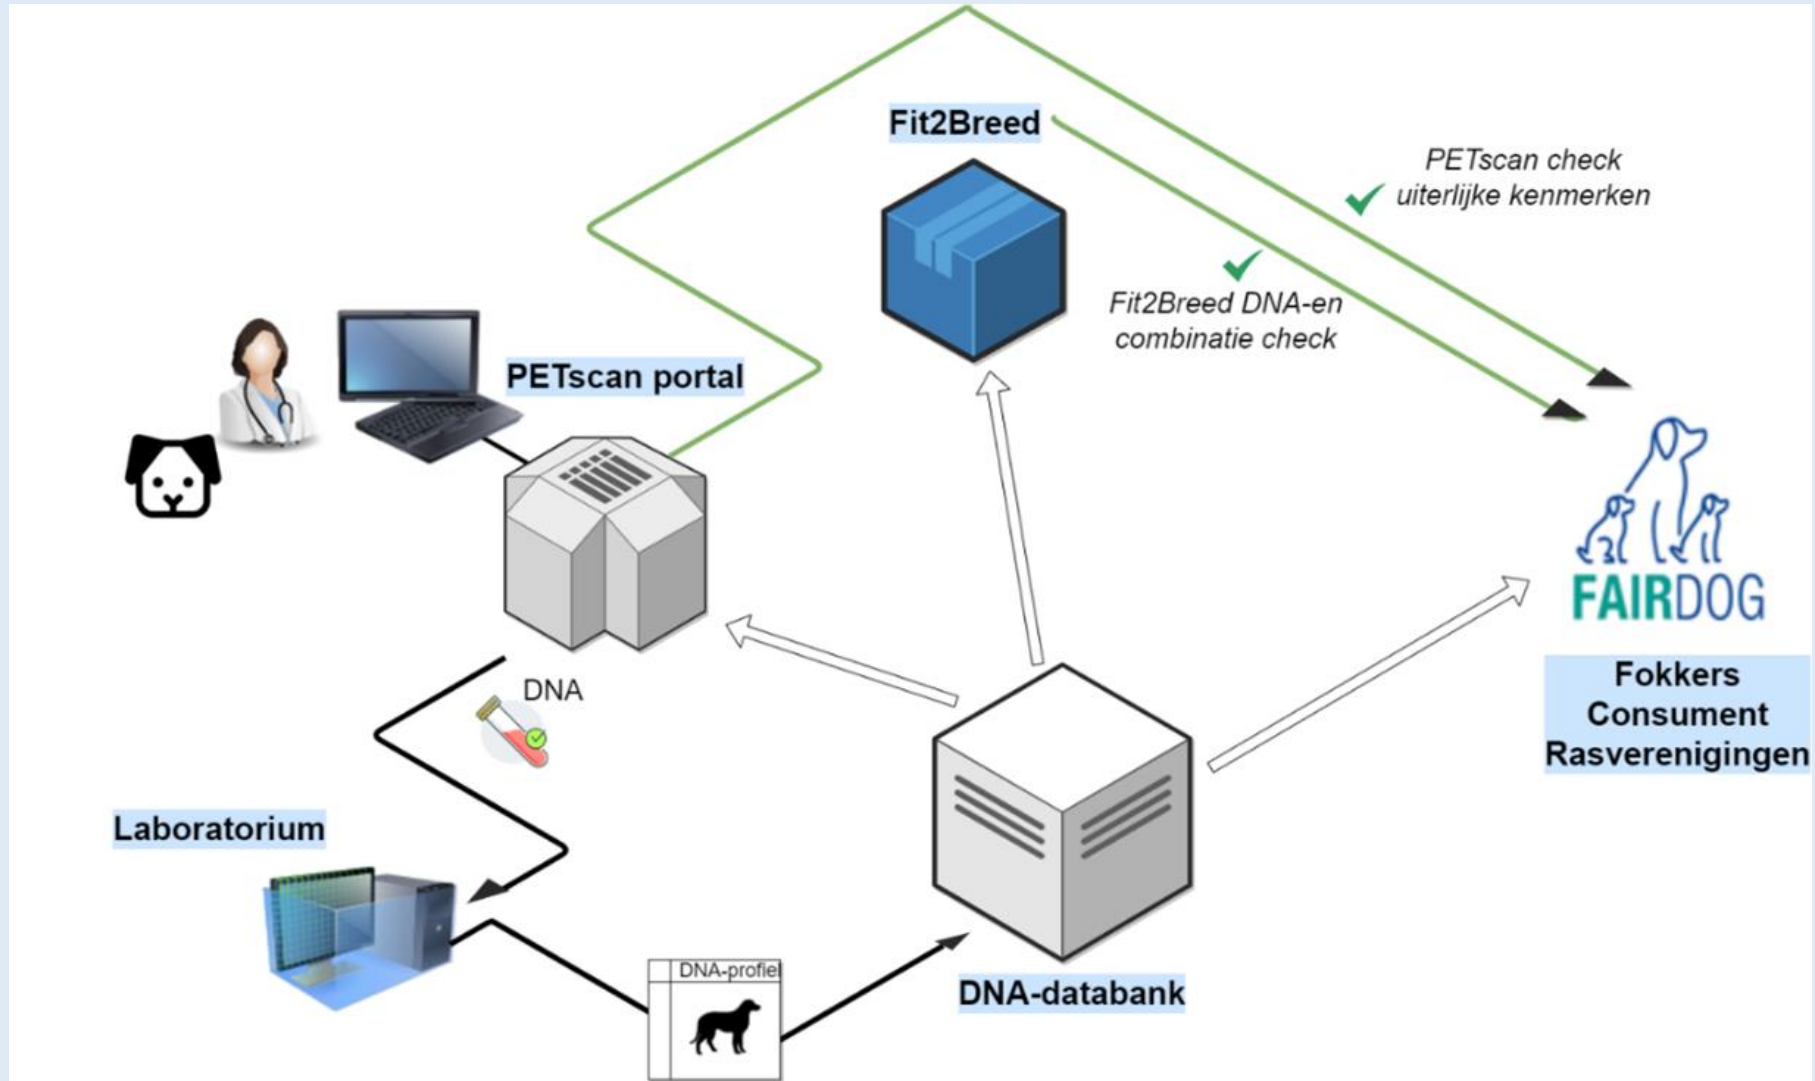 Fit2Breed
PETscan check
uiterlijke kenmerken
Fit2Breed DNA-en
combinatie check
PETscan portal
FAIRDOG
Fokkers
Consument
Rasverenigingen
DNA
Laboratorium
DNA-profiel
DNA-databank